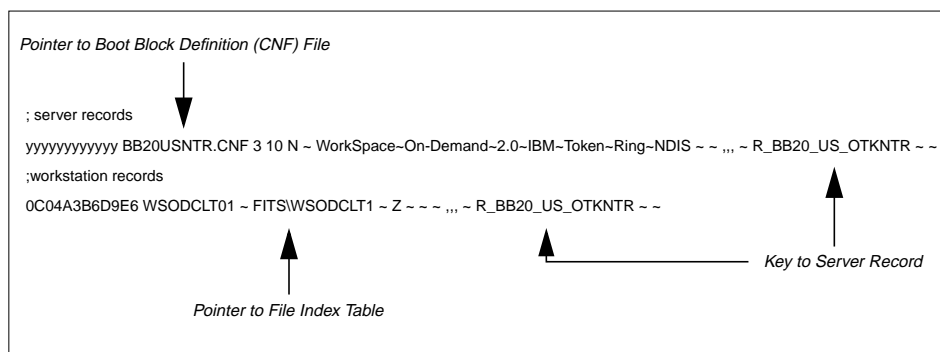 Pointer to Boot Block Definition (CNF) File
; server records
yyyyyyyyyyyy BB20USNTR.CNF 3 10 N ~ WorkSpace~On-Demand~2.0~IBM~Token~Ring~NDIS ~ ~ ,,, ~ R_BB20_US_OTKNTR ~ ~
;workstation records
0C04A3B6D9E6 WSODCLT01 ~ FITS\WSODCLT1 ~ Z ~ ~ ~ ,,, ~ R_BB20_US_OTKNTR ~ ~
Key to Server Record
Pointer to File Index Table